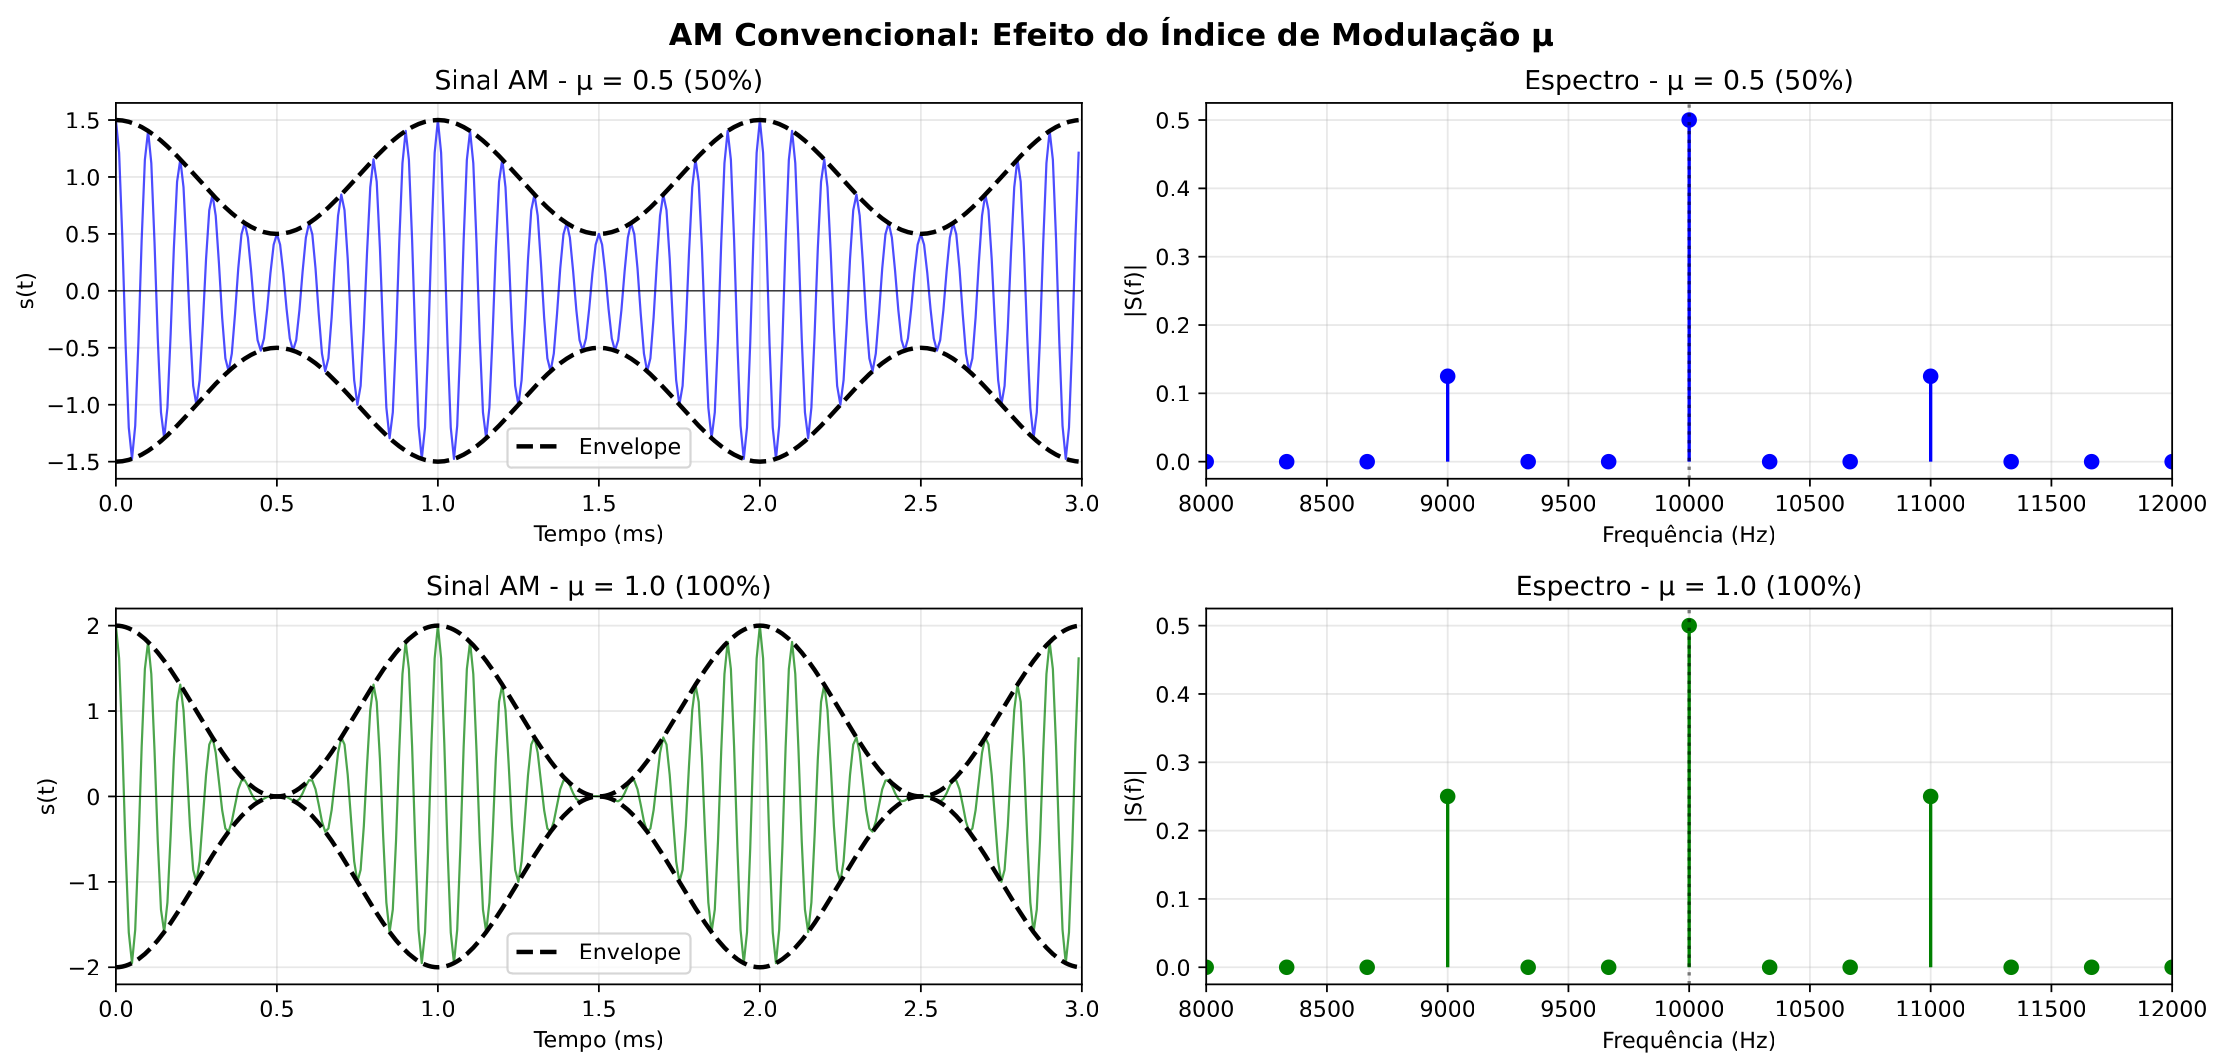 AM Convencional: Efeito do Índice de Modulação μ
Sinal AM - μ = 0.5 (50%)
1.5
1.0
0.5
0.0
−0.5
−1.0
−1.5
s(t)
Envelope
0.0 0.5 1.0 1.5 2.0 2.5 3.0
Tempo (ms)
Espectro - μ = 0.5 (50%)
0.5
0.4
0.3
0.2
0.1
0.0
|S(f)|
8000 8500 9000 9500 10000 10500 11000 11500 12000
Frequência (Hz)
Sinal AM - μ = 1.0 (100%)
2
1
0
−1
−2
s(t)
Envelope
0.0 0.5 1.0 1.5 2.0 2.5 3.0
Tempo (ms)
Espectro - μ = 1.0 (100%)
0.5
0.4
0.3
0.2
0.1
0.0
|S(f)|
8000 8500 9000 9500 10000 10500 11000 11500 12000
Frequência (Hz)